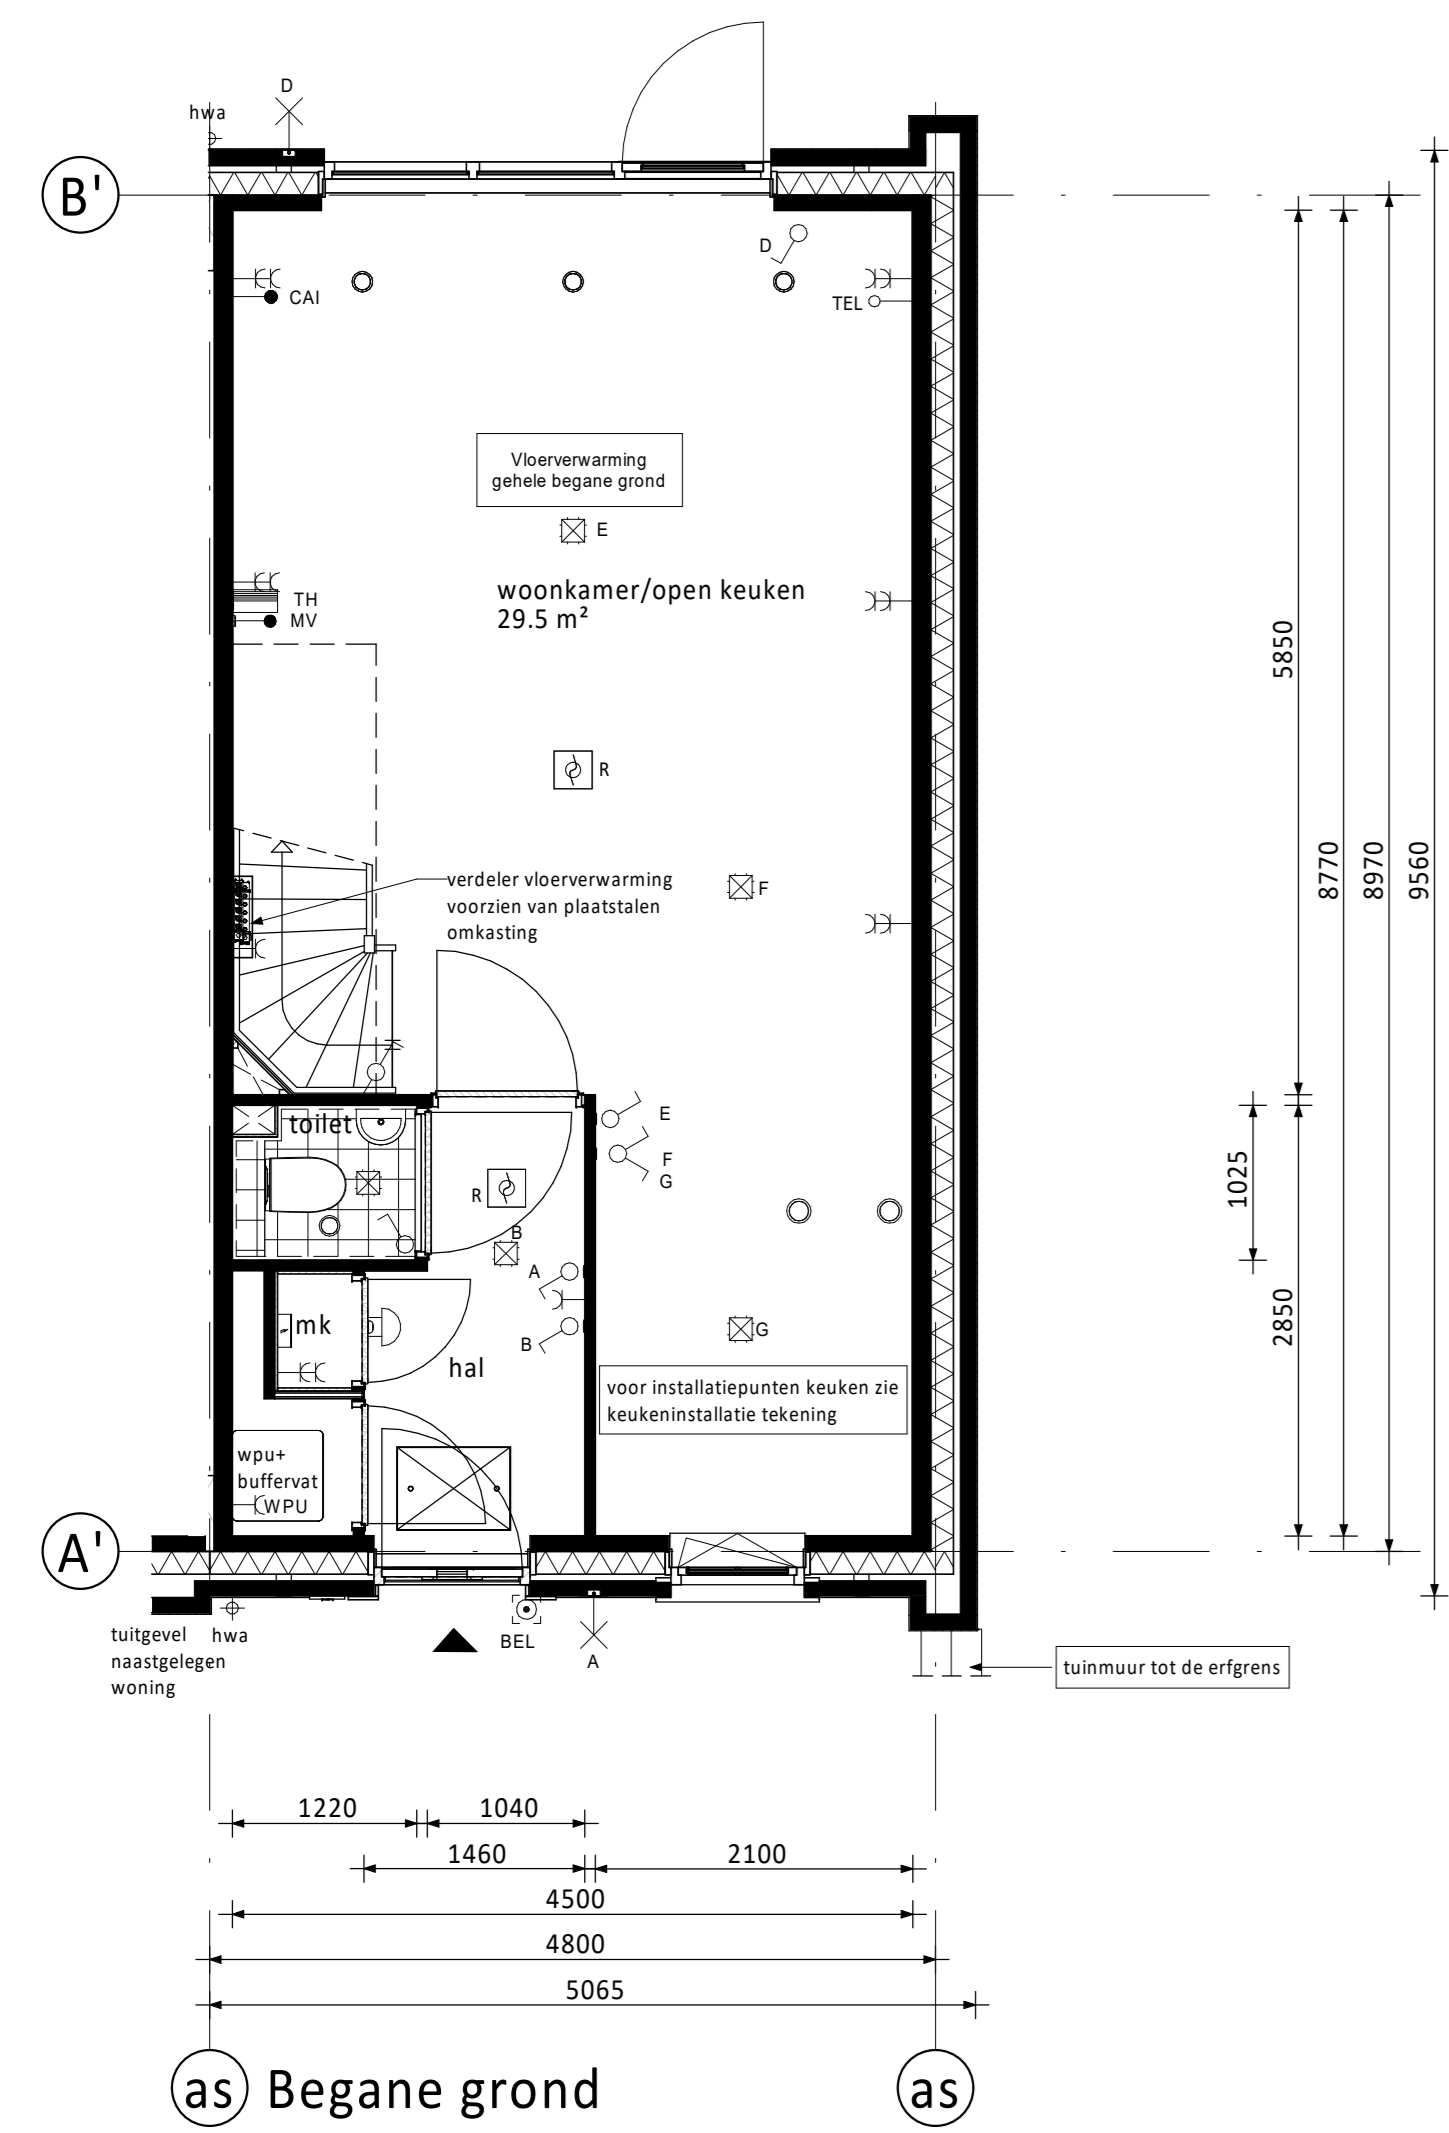 D
hwa
B'
D
CAI
TEL
Vloerverwarming
gehele begane grond
E
woonkamer/open keuken
29.5 m²
TH
MV
5850
R
8770
8970
9560
verdeler vloerverwarming
voorzien van plaatstalen
omkasting
F
toilet
E
F
G
1025
R
B
A
2850
mk
B
G
hal
voor installatiepunten keuken zie
keukeninstallatie tekening
wpu+
buffervat
WPU
A'
tuitgevel
naastgelegen
woning
hwa
BEL
A
tuinmuur tot de erfgrens
1220
1040
1460
2100
4500
4800
5065
as
Begane grond
as